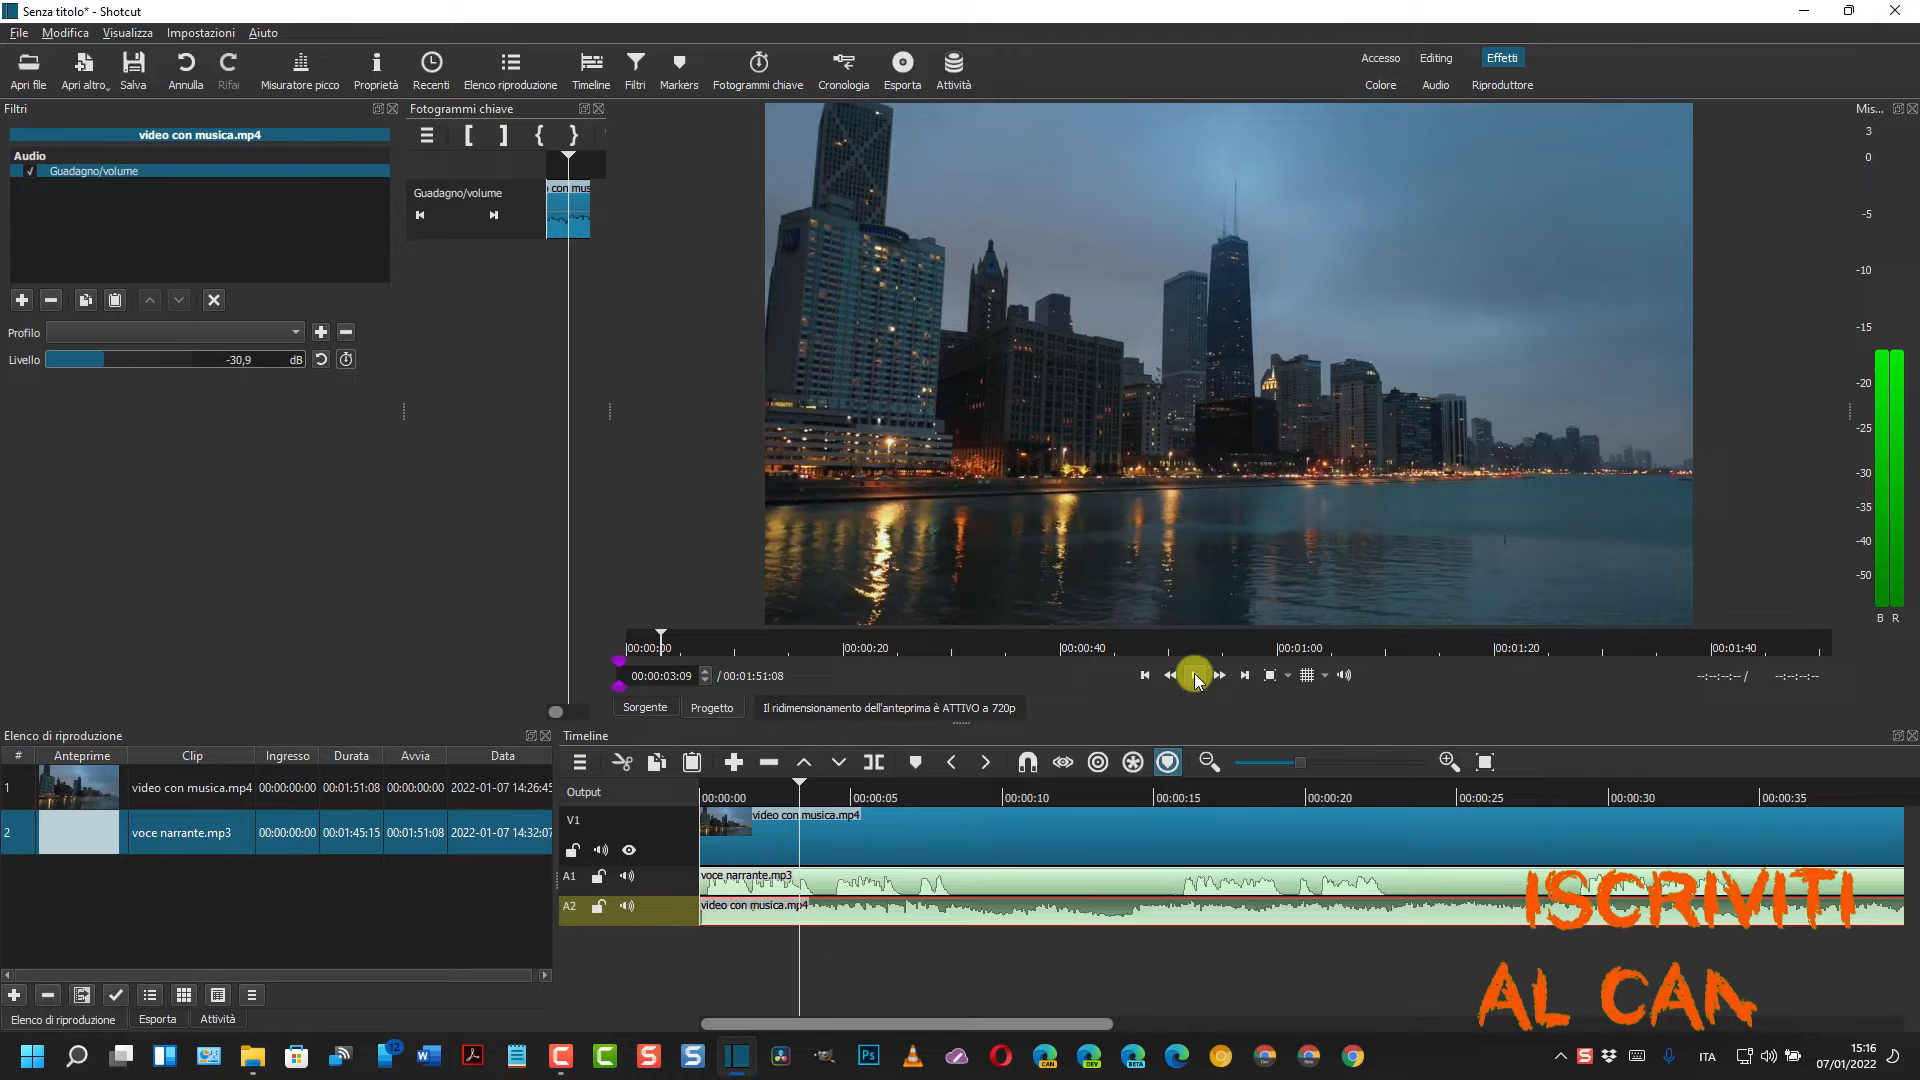 Senza titolo* - Shotcut
File Modifica Visualizza Impostazioni Aiuto
Apri file Apri altro. Salva Annulla Rifai Misuratore picco Proprietà Recenti Elenco riproduzione Timeline Filtri Markers Fotogrammi chiave Cronologia Esporta Attività
Accesso Editing Effetti
Colore Audio Riproduttore
Filtri
video con musica.mp4
Audio
Guadagno/volume
Profilo
Livello -30,9 dB
Fotogrammi chiave
Guadagno/volume
con mus
Mis...
3
0
-5
-10
-15
-20
-25
-30
-35
-40
-50
B R
00:00:00 00:00:20 00:00:40 00:01:00 00:01:20 00:01:40
00:00:03:09 / 00:01:51:08
--:--:--:-- / --:--:--:--
Sorgente Progetto Il ridimensionamento dell'anteprima è ATTIVO a 720p
Elenco di riproduzione
# Anteprime Clip Ingresso Durata Avvia Data
1 video con musica.mp4 00:00:00:00 00:01:51:08 00:00:00:00 2022-01-07 14:26:45
2 voce narrante.mp3 00:00:00:00 00:01:45:15 00:01:51:08 2022-01-07 14:32:07
Elenco di riproduzione Esporta Attività
Timeline
Output
00:00:00 00:00:05 00:00:10 00:00:15 00:00:20 00:00:25 00:00:30 00:00:35
V1
video con musica.mp4
A1
voce narrante.mp3
A2
video con musica.mp4
ISCRIVITI
AL CAN
12
CAN
DEV
BETA
Ps
ITA
15:16
07/01/2022